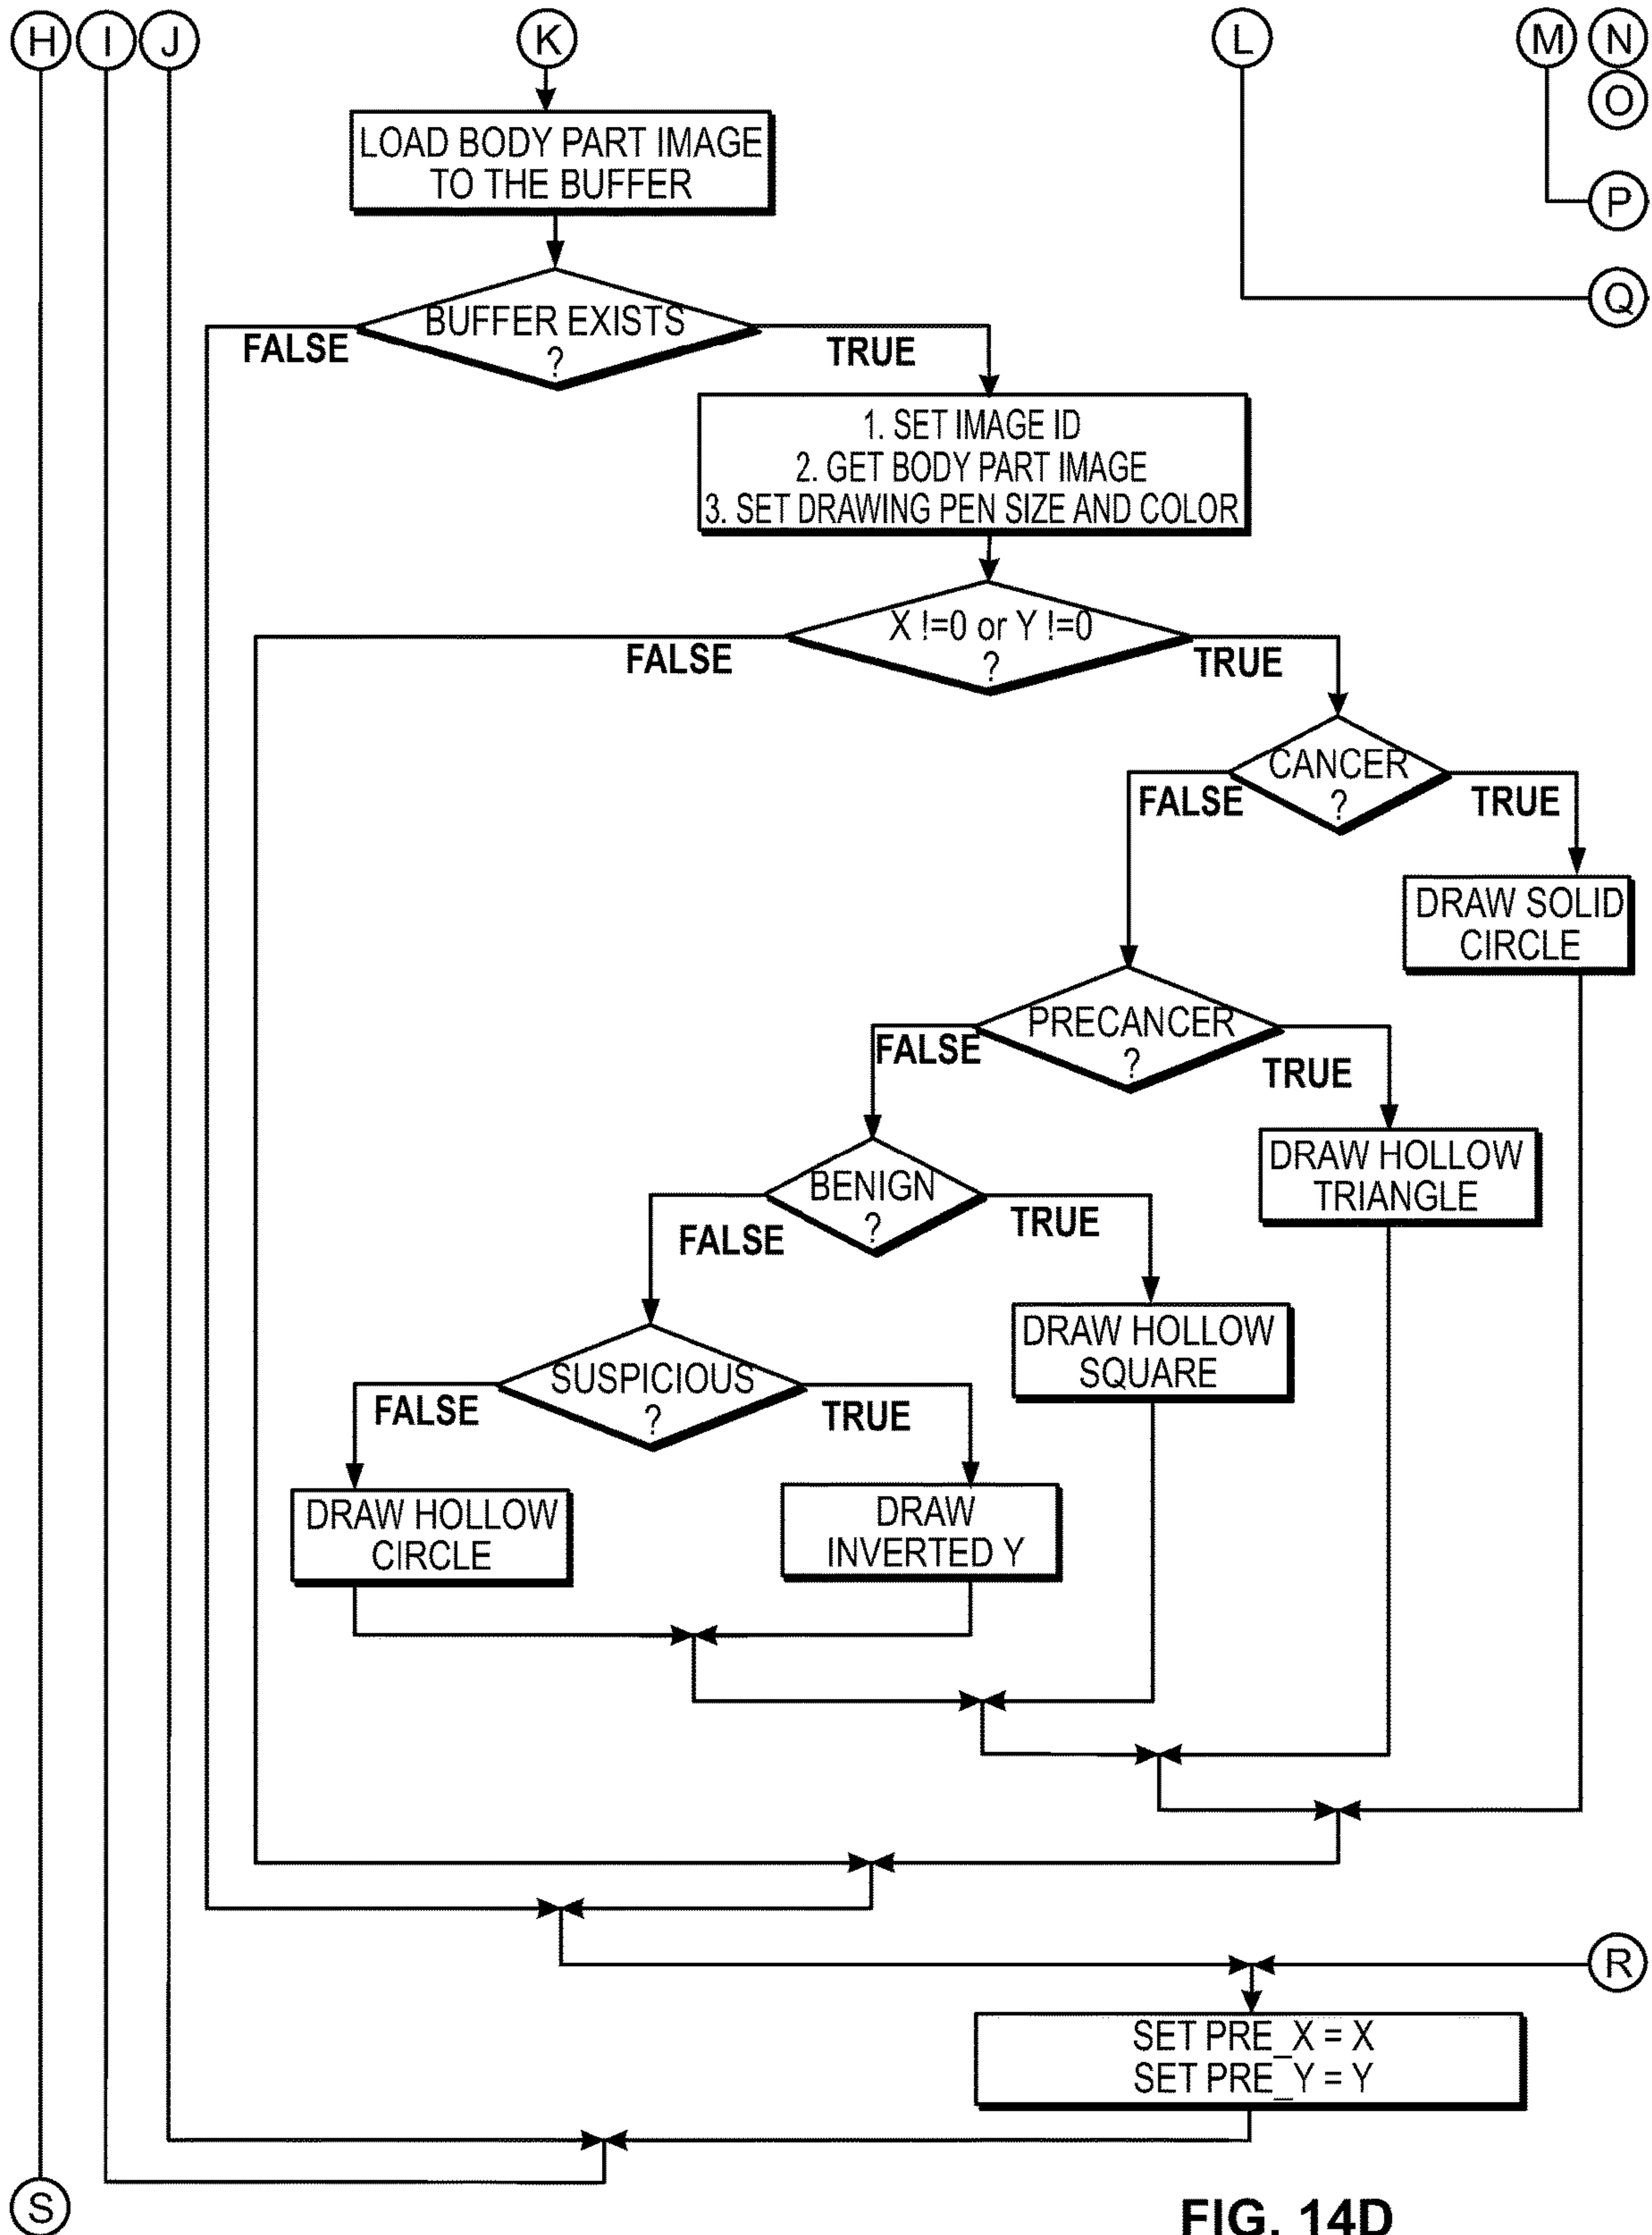 H I J K L M N
O
P
Q
LOAD BODY PART IMAGE
TO THE BUFFER
BUFFER EXISTS
?
FALSE
TRUE
1. SET IMAGE ID
2. GET BODY PART IMAGE
3. SET DRAWING PEN SIZE AND COLOR
X !=0 or Y !=0
?
FALSE
TRUE
CANCER
?
FALSE
TRUE
DRAW SOLID
CIRCLE
PRECANCER
?
FALSE
TRUE
DRAW HOLLOW
TRIANGLE
BENIGN
?
FALSE
TRUE
DRAW HOLLOW
SQUARE
SUSPICIOUS
?
FALSE
TRUE
DRAW HOLLOW
CIRCLE
DRAW
INVERTED Y
R
SET PRE_X = X
SET PRE_Y = Y
S
FIG. 14D